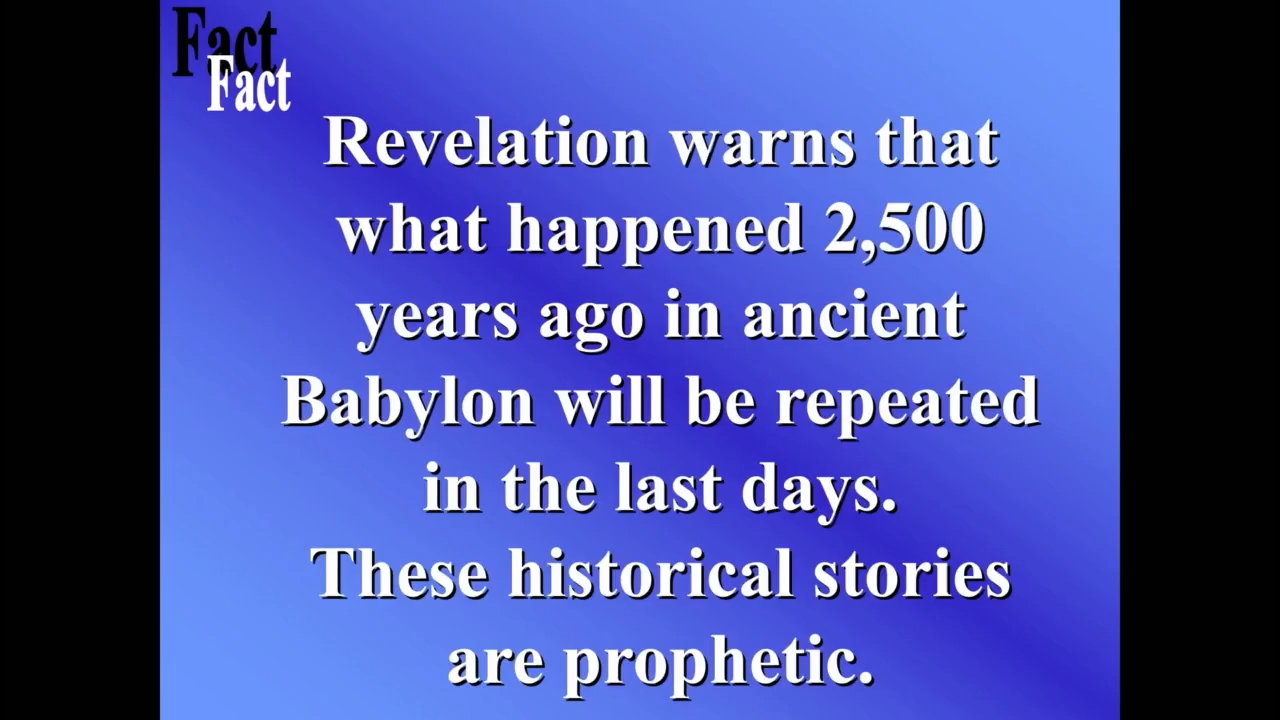 Fact
Fact
Revelation warns that
what happened 2,500
years ago in ancient
Babylon will be repeated
in the last days.
These historical stories
are prophetic.